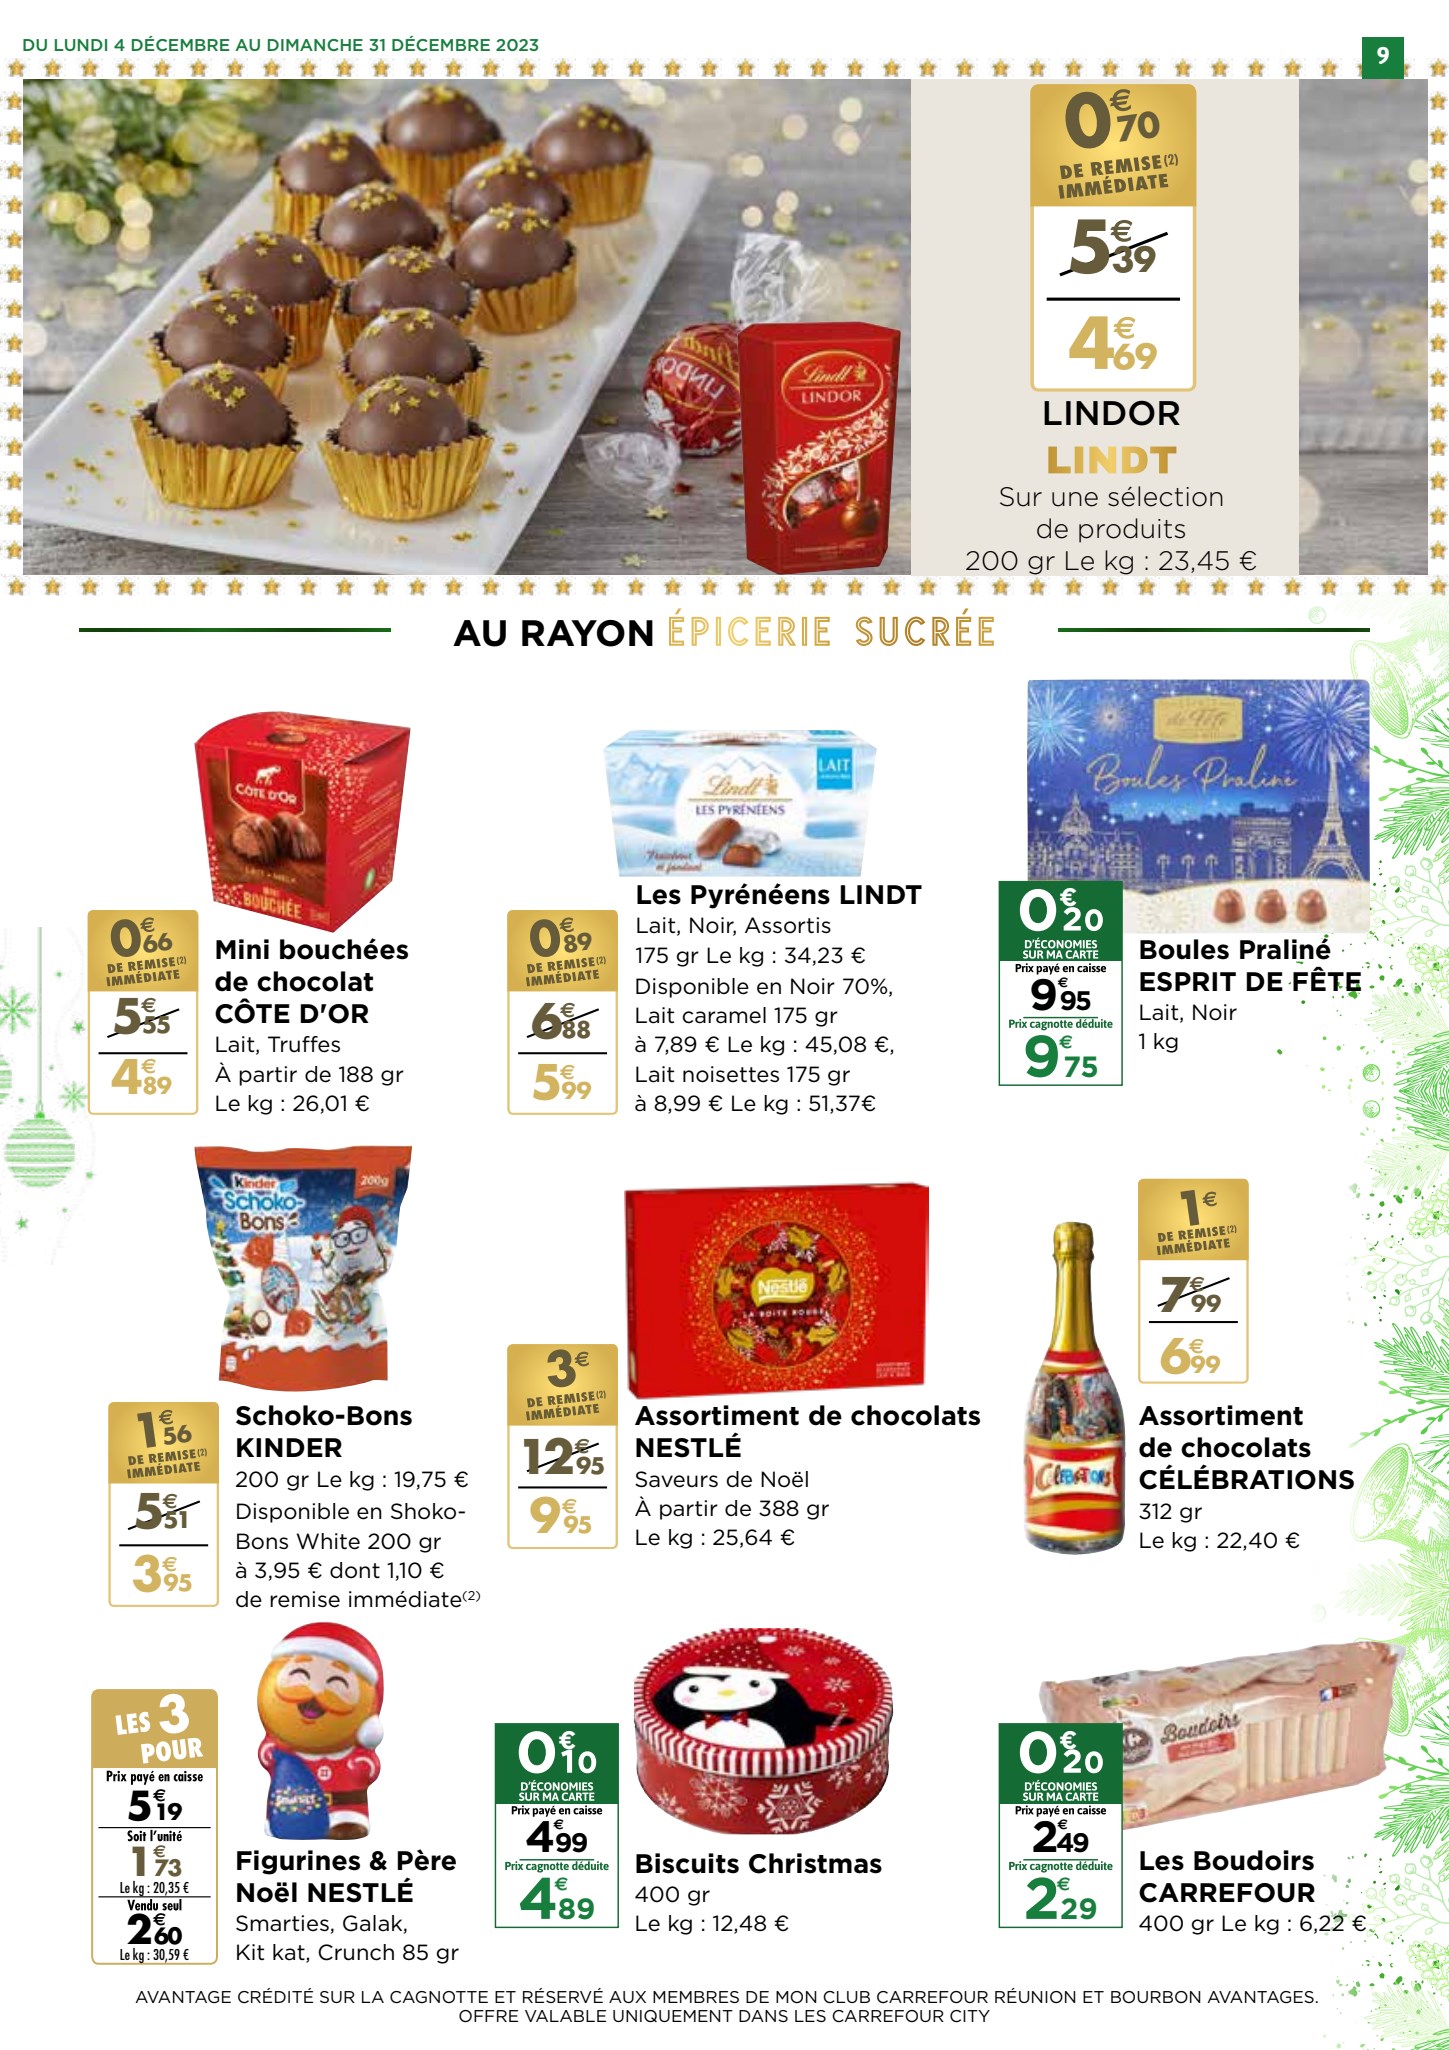 DU LUNDI 4 DÉCEMBRE AU DIMANCHE 31 DÉCEMBRE 2023
9
0€70
DE REMISE(2)
IMMÉDIATE
5€39
4€69
Lindt
LINDOR
LINDOR
LINDT
Sur une sélection
de produits
200 gr Le kg : 23,45 €
AU RAYON ÉPICERIE SUCRÉE
CÔTE D'OR
MINI
BOUCHÉE
0€66
DE REMISE(2)
IMMÉDIATE
5€55
4€89
Mini bouchées
de chocolat
CÔTE D'OR
Lait, Truffes
À partir de 188 gr
Le kg : 26,01 €
Lindt
LES PYRÉNÉENS
LAIT
Fraîcheur
et fondant
0€89
DE REMISE(2)
IMMÉDIATE
6€88
5€99
Les Pyrénéens LINDT
Lait, Noir, Assortis
175 gr Le kg : 34,23 €
Disponible en Noir 70%,
Lait caramel 175 gr
à 7,89 € Le kg : 45,08 €,
Lait noisettes 175 gr
à 8,99 € Le kg : 51,37€
de Fête
Boules Praliné
0€20
D'ÉCONOMIES
SUR MA CARTE
Prix payé en caisse
9€95
Prix cagnotte déduite
9€75
Boules Praliné
ESPRIT DE FÊTE
Lait, Noir
1 kg
Kinder
Schoko-
Bons
200g
1€56
DE REMISE(2)
IMMÉDIATE
5€51
3€95
Schoko-Bons
KINDER
200 gr Le kg : 19,75 €
Disponible en Shoko-
Bons White 200 gr
à 3,95 € dont 1,10 €
de remise immédiate(2)
Nestlé
LA BOITE ROUGE
3€
DE REMISE(2)
IMMÉDIATE
12€95
9€95
Assortiment de chocolats
NESTLÉ
Saveurs de Noël
À partir de 388 gr
Le kg : 25,64 €
CELEBRATIONS
1€
DE REMISE(2)
IMMÉDIATE
7€99
6€99
Assortiment
de chocolats
CÉLÉBRATIONS
312 gr
Le kg : 22,40 €
LES 3
POUR
Prix payé en caisse
5€19
Soit l'unité
1€73
Le kg : 20,35 €
Vendu seul
2€60
Le kg : 30,59 €
Figurines & Père
Noël NESTLÉ
Smarties, Galak,
Kit kat, Crunch 85 gr
0€10
D'ÉCONOMIES
SUR MA CARTE
Prix payé en caisse
4€99
Prix cagnotte déduite
4€89
Biscuits Christmas
400 gr
Le kg : 12,48 €
Boudoirs
0€20
D'ÉCONOMIES
SUR MA CARTE
Prix payé en caisse
2€49
Prix cagnotte déduite
2€29
Les Boudoirs
CARREFOUR
400 gr Le kg : 6,22 €
AVANTAGE CRÉDITÉ SUR LA CAGNOTTE ET RÉSERVÉ AUX MEMBRES DE MON CLUB CARREFOUR RÉUNION ET BOURBON AVANTAGES.
OFFRE VALABLE UNIQUEMENT DANS LES CARREFOUR CITY